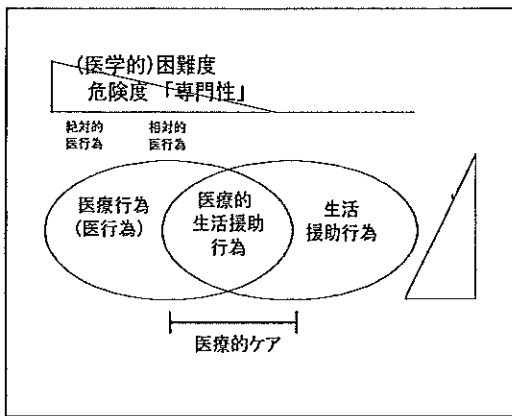 (医学的)困難度
危険度「専門性」
絶対的
医行為
相対的
医行為
医療行為
(医行為)
医療的
生活援助
行為
生活
援助行為
医療的ケア